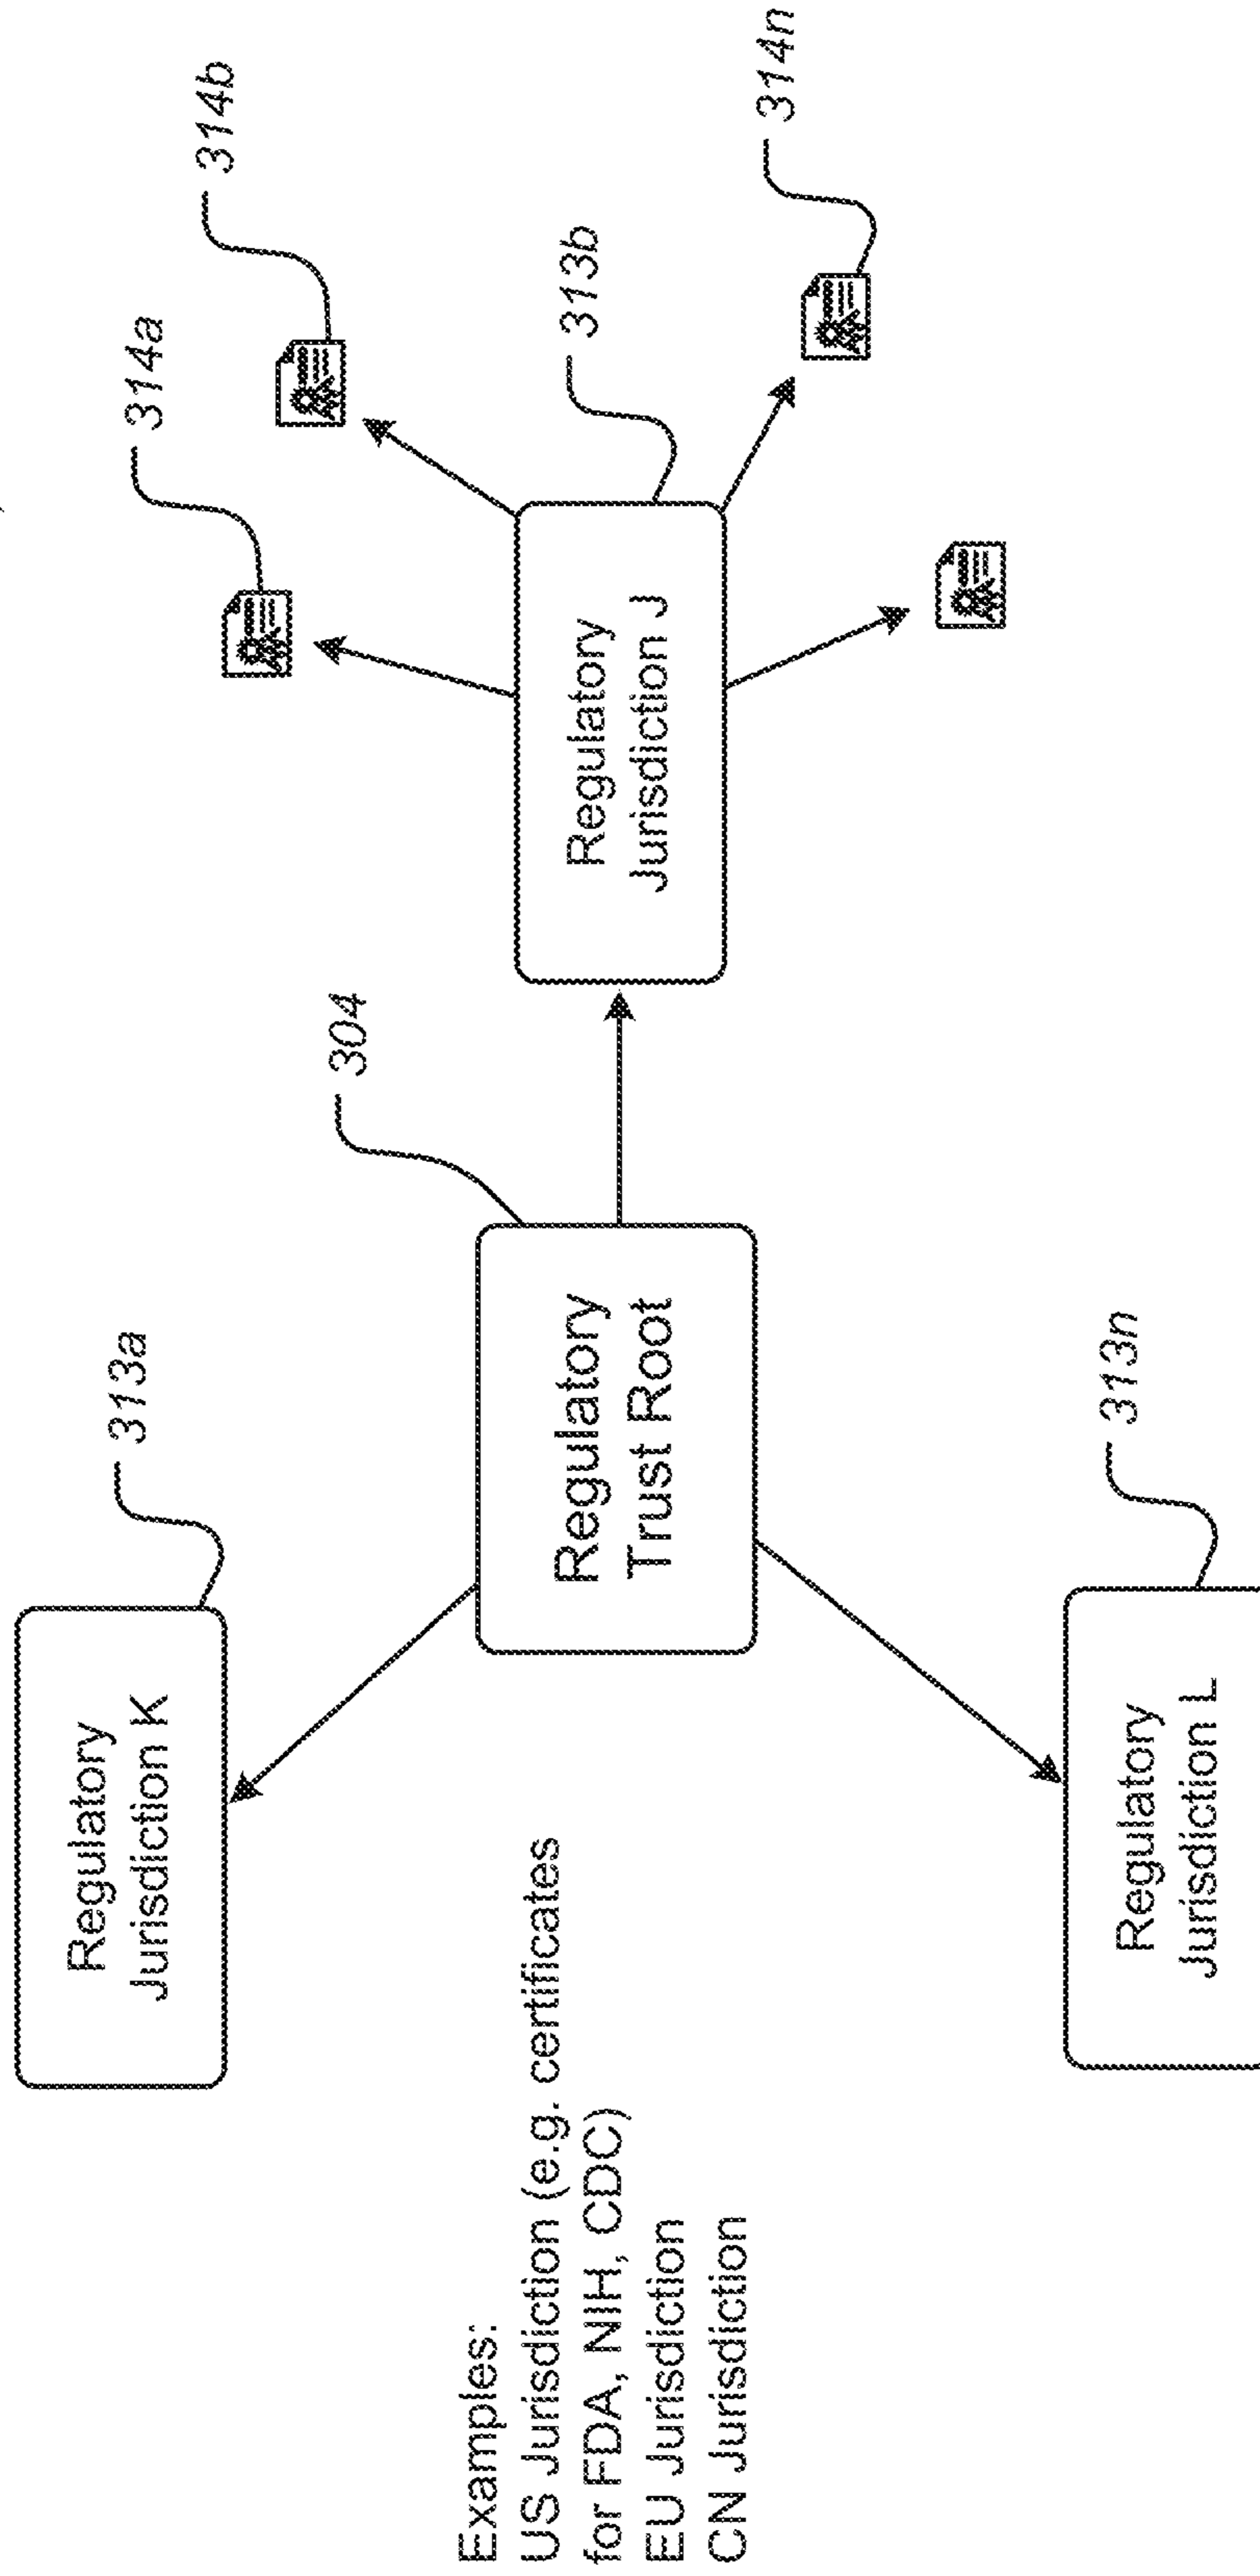 Regulatory
Jurisdiction K
313a
Examples:
US Jurisdiction (e.g. certificates
for FDA, NIH, CDC)
EU Jurisdiction
CN Jurisdiction
Regulatory
Trust Root
304
Regulatory
Jurisdiction J
313b
314a
314b
314n
Regulatory
Jurisdiction L
313n